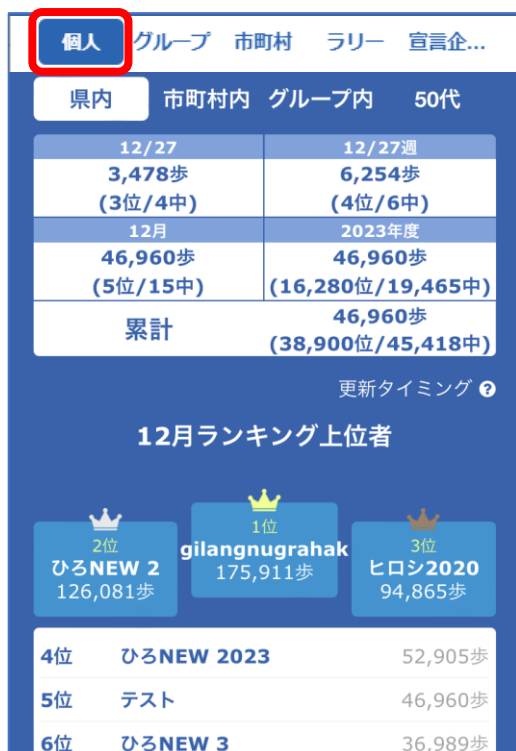 個人 グループ 市町村 ラリー 宣言企...
県内 市町村内 グループ内 50代
12/27 12/27週
3,478歩 6,254歩
(3位/4中) (4位/6中)
12月 2023年度
46,960歩 46,960歩
(5位/15中) (16,280位/19,465中)
累計 46,960歩
(38,900位/45,418中)
更新タイミング ?
12月ランキング上位者
1位
gilangnugrahak
175,911歩
2位
ひろNEW 2
126,081歩
3位
ヒロシ2020
94,865歩
4位 ひろNEW 2023 52,905歩
5位 テスト 46,960歩
6位 ひろNEW 3 36,989歩